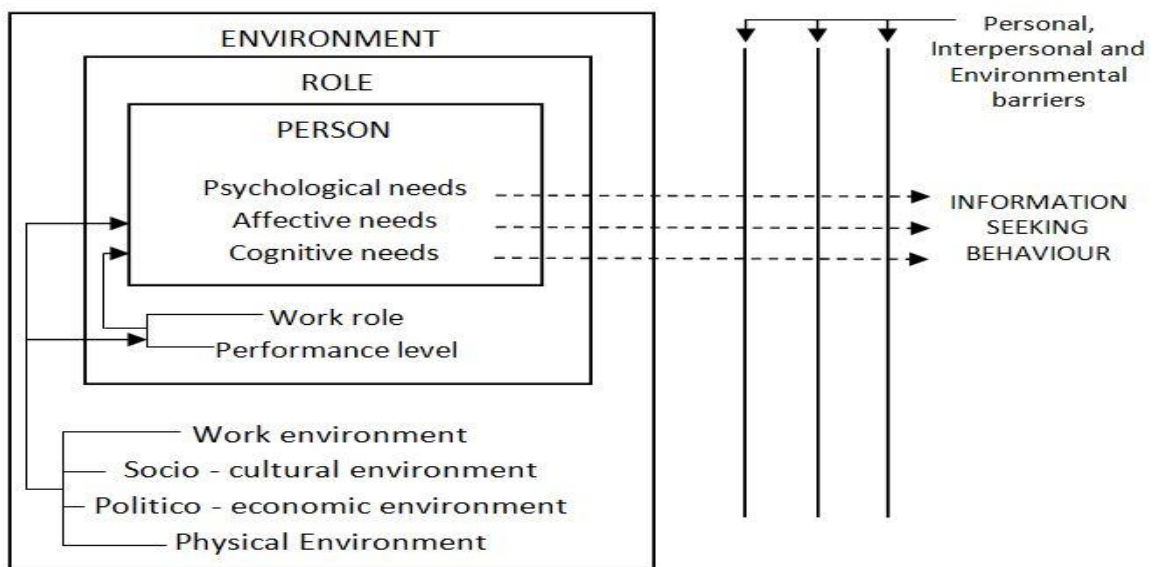 ENVIRONMENT
ROLE
PERSON
Psychological needs
Affective needs
Cognitive needs
Work role
Performance level
Work environment
Socio - cultural environment
Politico - economic environment
Physical Environment
Personal,
Interpersonal and
Environmental
barriers
INFORMATION
SEEKING
BEHAVIOUR